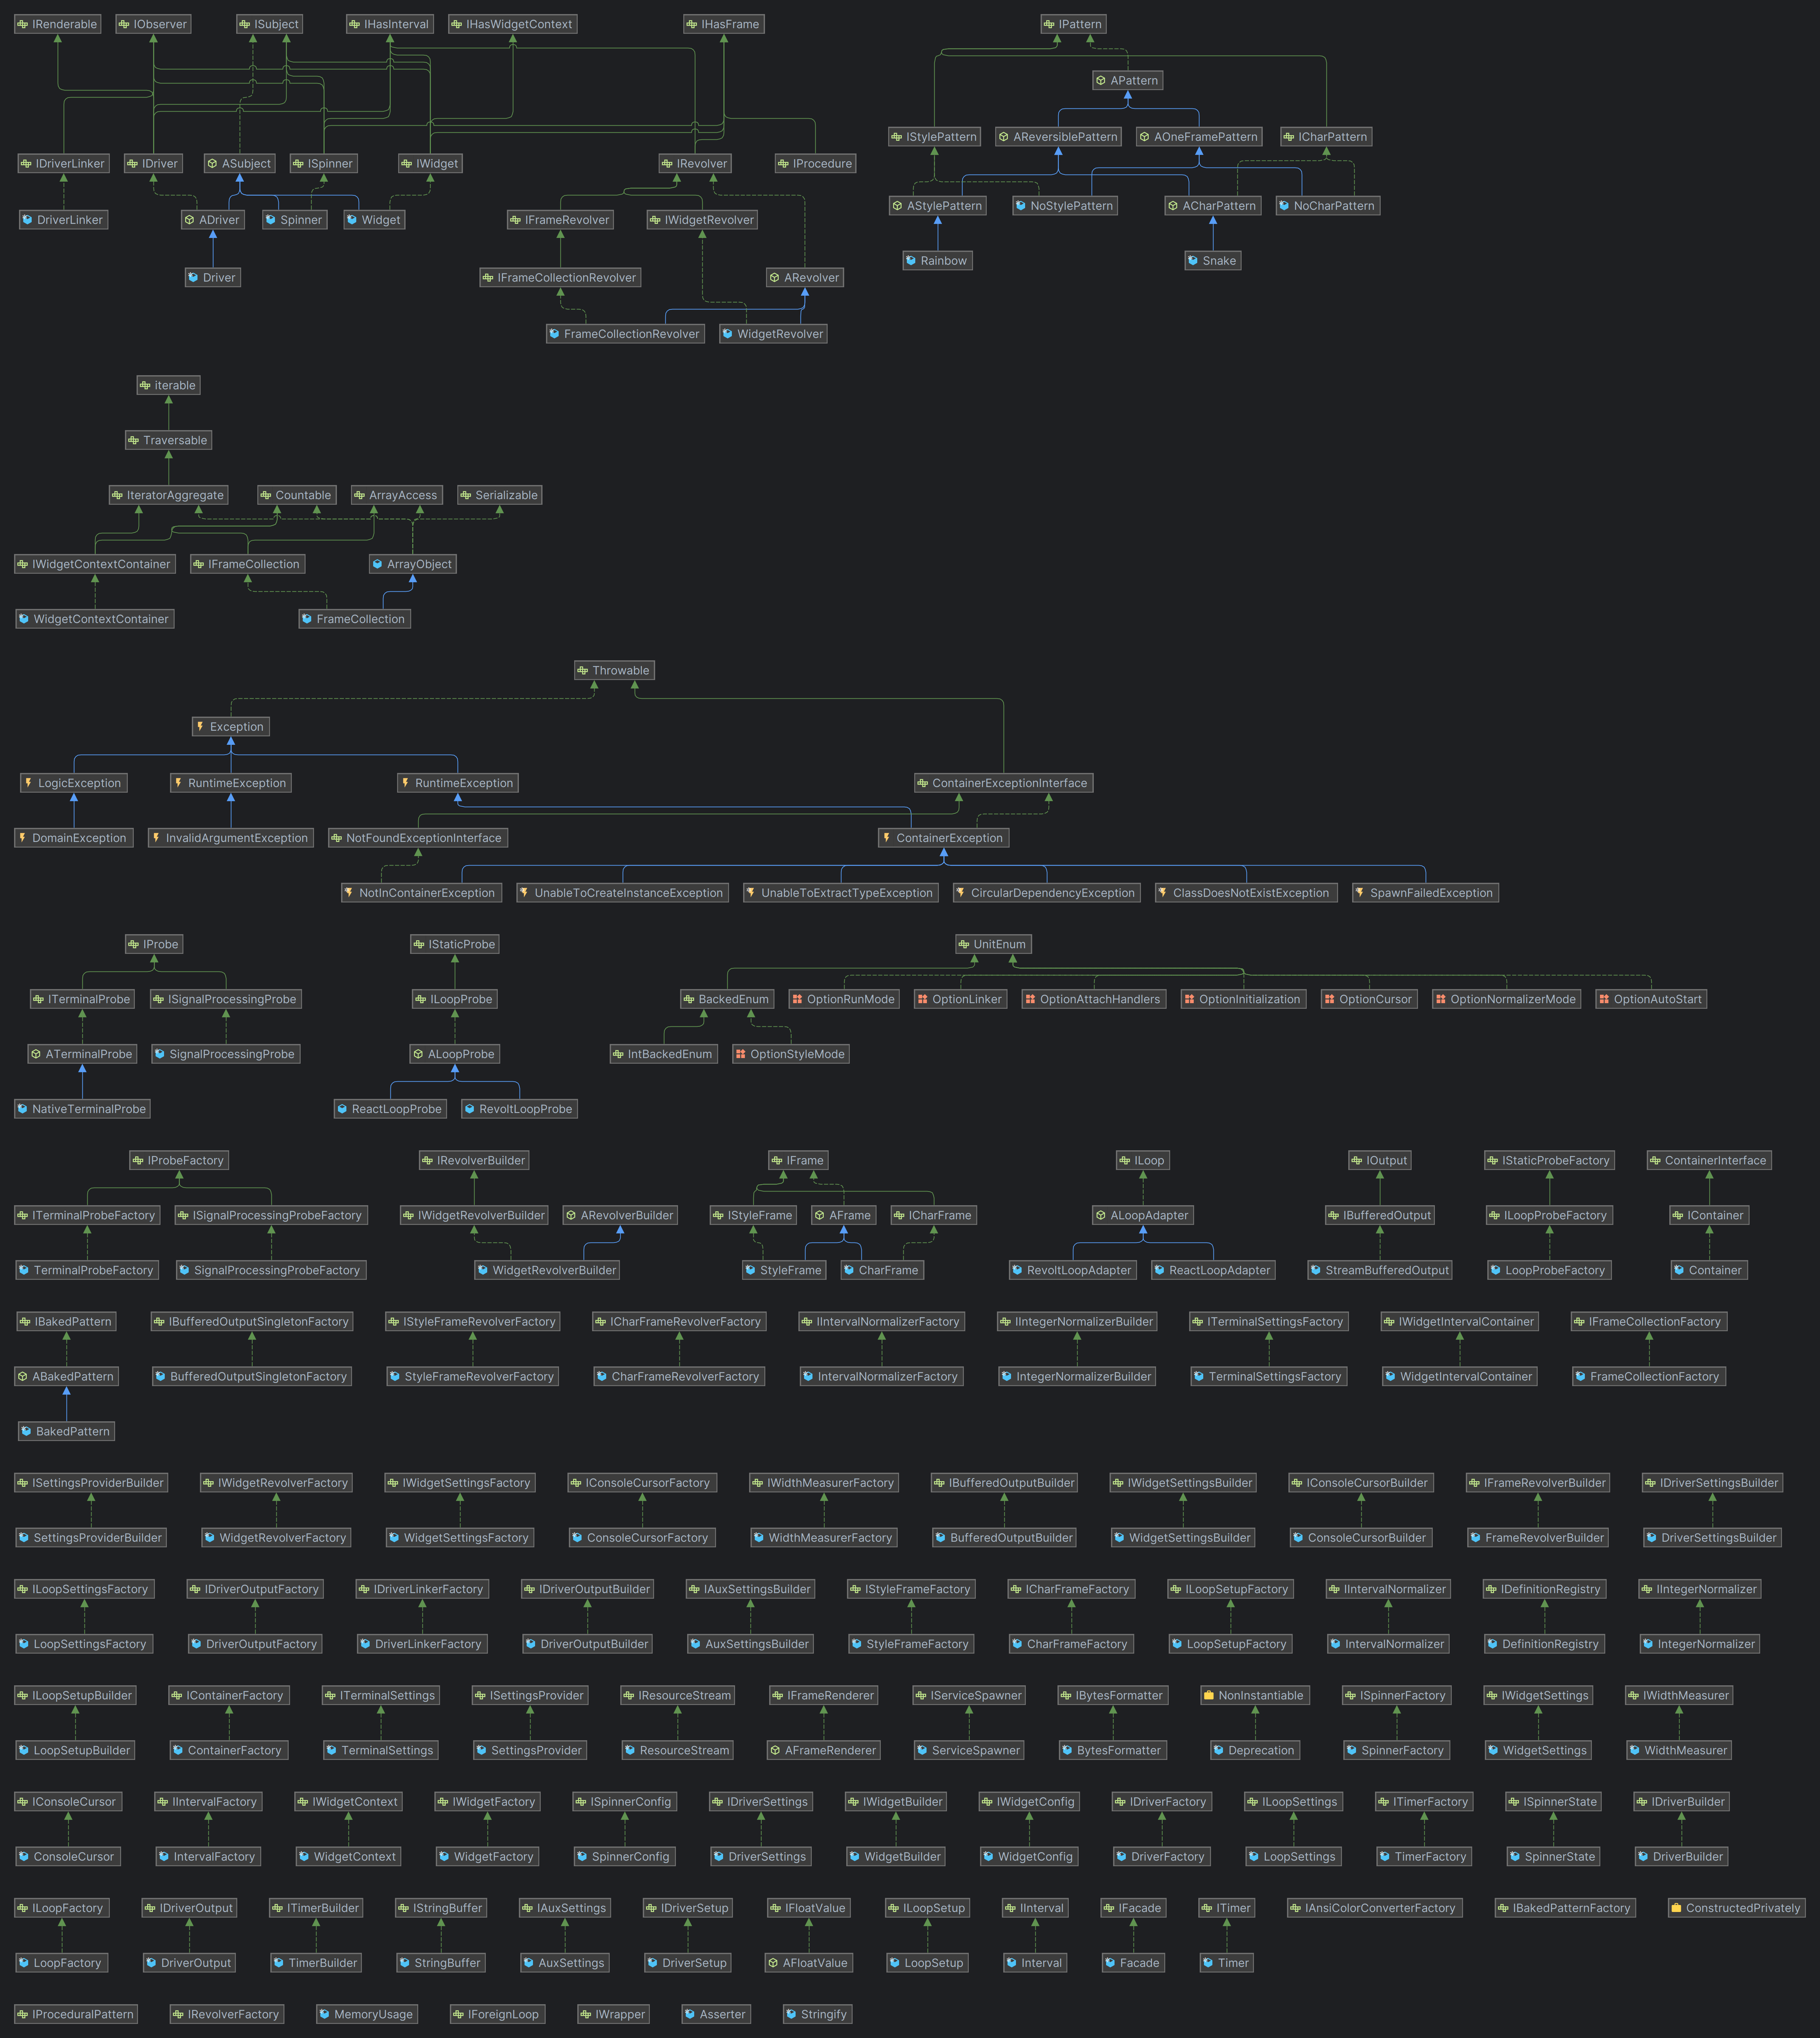 IRenderable IObserver ISubject IHasInterval IHasWidgetContext IHasFrame IPattern
APattern
IStylePattern AReversiblePattern AOneFramePattern ICharPattern
IDriverLinker IDriver ASubject ISpinner IWidget IRevolver IProcedure
AStylePattern NoStylePattern ACharPattern NoCharPattern
DriverLinker ADriver Spinner Widget IFrameRevolver IWidgetRevolver
Rainbow Snake
Driver IFrameCollectionRevolver ARevolver
FrameCollectionRevolver WidgetRevolver
iterable
Traversable
IteratorAggregate Countable ArrayAccess Serializable
IWidgetContextContainer IFrameCollection ArrayObject
WidgetContextContainer FrameCollection
Throwable
Exception
LogicException RuntimeException RuntimeException ContainerExceptionInterface
DomainException InvalidArgumentException NotFoundExceptionInterface ContainerException
NotInContainerException UnableToCreateInstanceException UnableToExtractTypeException CircularDependencyException ClassDoesNotExistException SpawnFailedException
IProbe IStaticProbe UnitEnum
ITerminalProbe ISignalProcessingProbe ILoopProbe BackedEnum OptionRunMode OptionLinker OptionAttachHandlers OptionInitialization OptionCursor OptionNormalizerMode OptionAutoStart
ATerminalProbe SignalProcessingProbe ALoopProbe IntBackedEnum OptionStyleMode
NativeTerminalProbe ReactLoopProbe RevoltLoopProbe
IProbeFactory IRevolverBuilder IFrame ILoop IOutput IStaticProbeFactory ContainerInterface
ITerminalProbeFactory ISignalProcessingProbeFactory IWidgetRevolverBuilder ARevolverBuilder IStyleFrame AFrame ICharFrame ALoopAdapter IBufferedOutput ILoopProbeFactory IContainer
TerminalProbeFactory SignalProcessingProbeFactory WidgetRevolverBuilder StyleFrame CharFrame RevoltLoopAdapter ReactLoopAdapter StreamBufferedOutput LoopProbeFactory Container
IBakedPattern IBufferedOutputSingletonFactory IStyleFrameRevolverFactory ICharFrameRevolverFactory IIntervalNormalizerFactory IIntegerNormalizerBuilder ITerminalSettingsFactory IWidgetIntervalContainer IFrameCollectionFactory
ABakedPattern BufferedOutputSingletonFactory StyleFrameRevolverFactory CharFrameRevolverFactory IntervalNormalizerFactory IntegerNormalizerBuilder TerminalSettingsFactory WidgetIntervalContainer FrameCollectionFactory
BakedPattern
ISettingsProviderBuilder IWidgetRevolverFactory IWidgetSettingsFactory IConsoleCursorFactory IWidthMeasurerFactory IBufferedOutputBuilder IWidgetSettingsBuilder IConsoleCursorBuilder IFrameRevolverBuilder IDriverSettingsBuilder
SettingsProviderBuilder WidgetRevolverFactory WidgetSettingsFactory ConsoleCursorFactory WidthMeasurerFactory BufferedOutputBuilder WidgetSettingsBuilder ConsoleCursorBuilder FrameRevolverBuilder DriverSettingsBuilder
ILoopSettingsFactory IDriverOutputFactory IDriverLinkerFactory IDriverOutputBuilder IAuxSettingsBuilder IStyleFrameFactory ICharFrameFactory ILoopSetupFactory IIntervalNormalizer IDefinitionRegistry IIntegerNormalizer
LoopSettingsFactory DriverOutputFactory DriverLinkerFactory DriverOutputBuilder AuxSettingsBuilder StyleFrameFactory CharFrameFactory LoopSetupFactory IntervalNormalizer DefinitionRegistry IntegerNormalizer
ILoopSetupBuilder IContainerFactory ITerminalSettings ISettingsProvider IResourceStream IFrameRenderer IServiceSpawner IBytesFormatter NonInstantiable ISpinnerFactory IWidgetSettings IWidthMeasurer
LoopSetupBuilder ContainerFactory TerminalSettings SettingsProvider ResourceStream AFrameRenderer ServiceSpawner BytesFormatter Deprecation SpinnerFactory WidgetSettings WidthMeasurer
IConsoleCursor IIntervalFactory IWidgetContext IWidgetFactory ISpinnerConfig IDriverSettings IWidgetBuilder IWidgetConfig IDriverFactory ILoopSettings ITimerFactory ISpinnerState IDriverBuilder
ConsoleCursor IntervalFactory WidgetContext WidgetFactory SpinnerConfig DriverSettings WidgetBuilder WidgetConfig DriverFactory LoopSettings TimerFactory SpinnerState DriverBuilder
ILoopFactory IDriverOutput ITimerBuilder IStringBuffer IAuxSettings IDriverSetup IFloatValue ILoopSetup IInterval IFacade ITimer IAnsiColorConverterFactory IBakedPatternFactory ConstructedPrivately
LoopFactory DriverOutput TimerBuilder StringBuffer AuxSettings DriverSetup AFloatValue LoopSetup Interval Facade Timer
IProceduralPattern IRevolverFactory MemoryUsage IForeignLoop IWrapper Asserter Stringify